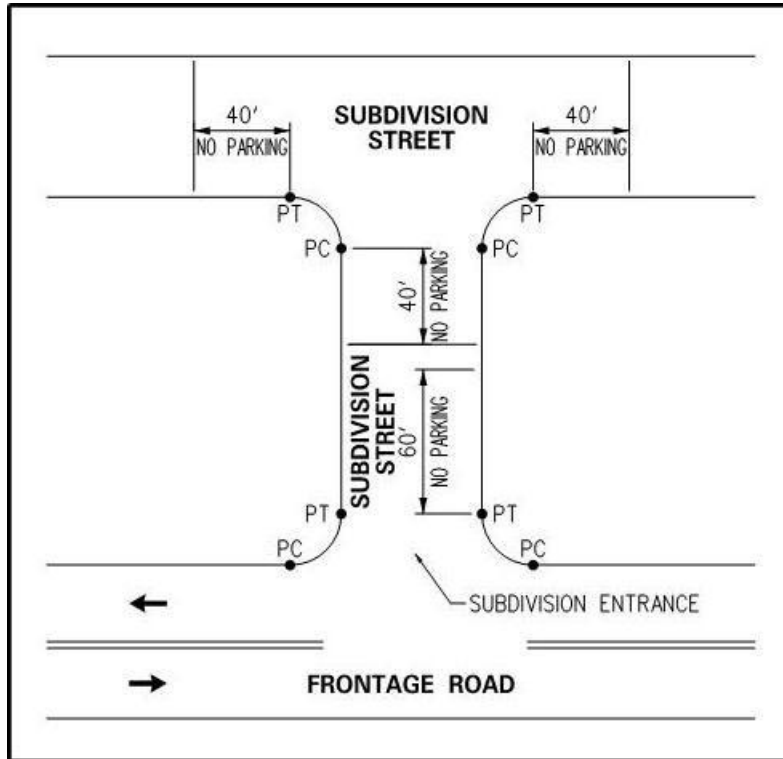 40'
NO PARKING
SUBDIVISION
STREET
40'
NO PARKING
PT
PT
PC
PC
40'
NO PARKING
SUBDIVISION
STREET
60'
NO PARKING
PT
PT
PC
PC
SUBDIVISION ENTRANCE
FRONTAGE ROAD